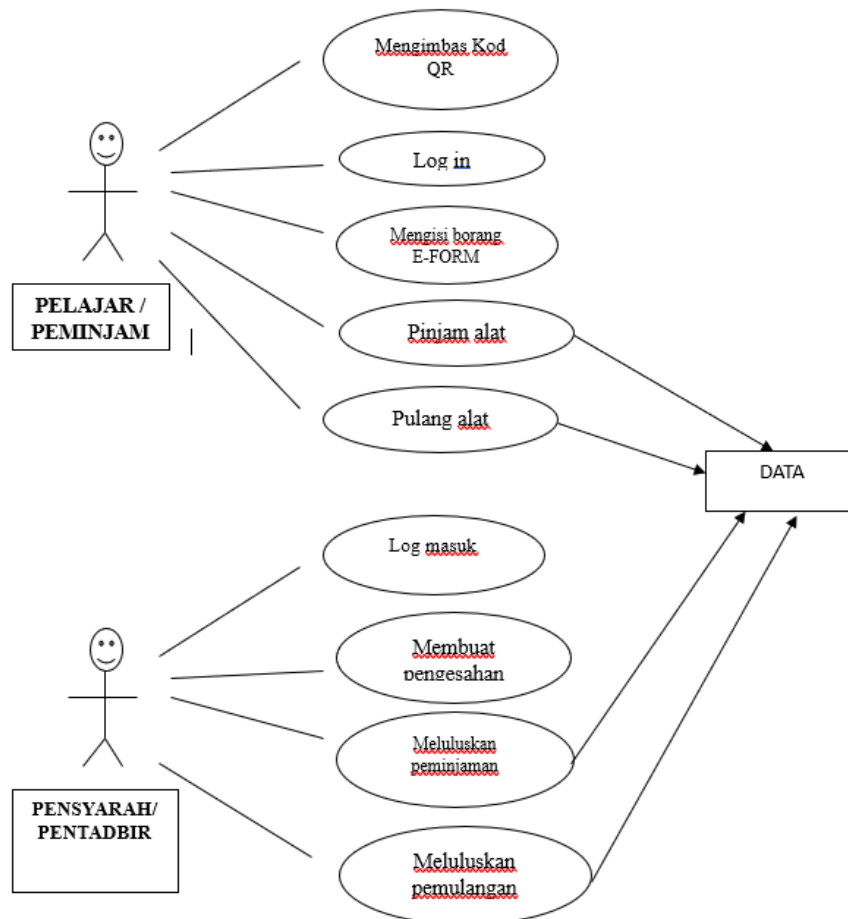 Mengimbas Kod
QR
Log in
Mengisi borang
E-FORM
PELAJAR /
PEMINJAM
Pinjam alat
Pulang alat
DATA
Log masuk
Membuat
pengesahan
Meluluskan
peminjaman
PENSYARAH/
PENTADBIR
Meluluskan
pemulangan